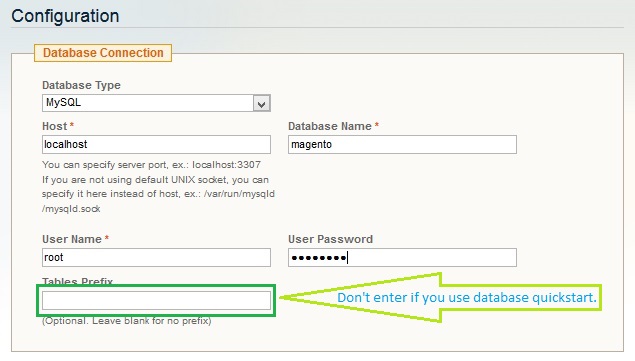 Configuration
Database Connection
Database Type
MySQL
Host *
Database Name *
localhost
magento
You can specify server port, ex.: localhost:3307
If you are not using default UNIX socket, you can
specify it here instead of host, ex.: /var/run/mysqld
/mysqld.sock
User Name *
User Password
root
••••••••
Tables Prefix
Don't enter if you use database quickstart.
(Optional. Leave blank for no prefix)